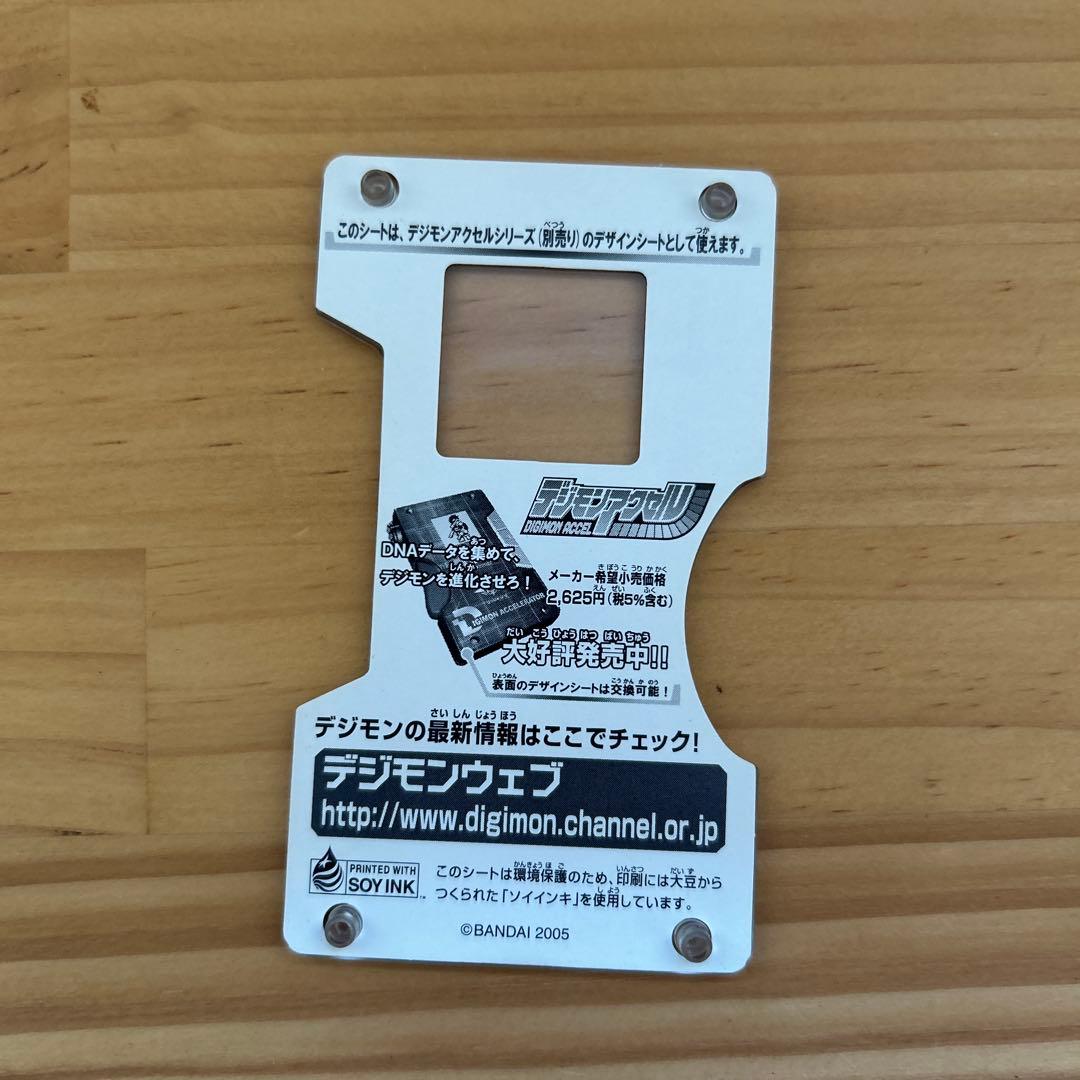 このシートは、デジモンアクセルシリーズ(別売り)のデザインシートとして使えます。
デジモンアクセル
DIGIMON ACCEL
DNAデータを集めて、
デジモンを進化させろ!
DIGIMON ACCELERATOR
メーカー希望小売価格
2,625円(税5%含む)
大好評発売中!!
表面のデザインシートは交換可能!
デジモンの最新情報はここでチェック!
デジモンウェブ
http://www.digimon.channel.or.jp
PRINTED WITH
SOY INK™
このシートは環境保護のため、印刷には大豆から
つくられた「ソイインキ」を使用しています。
©BANDAI 2005